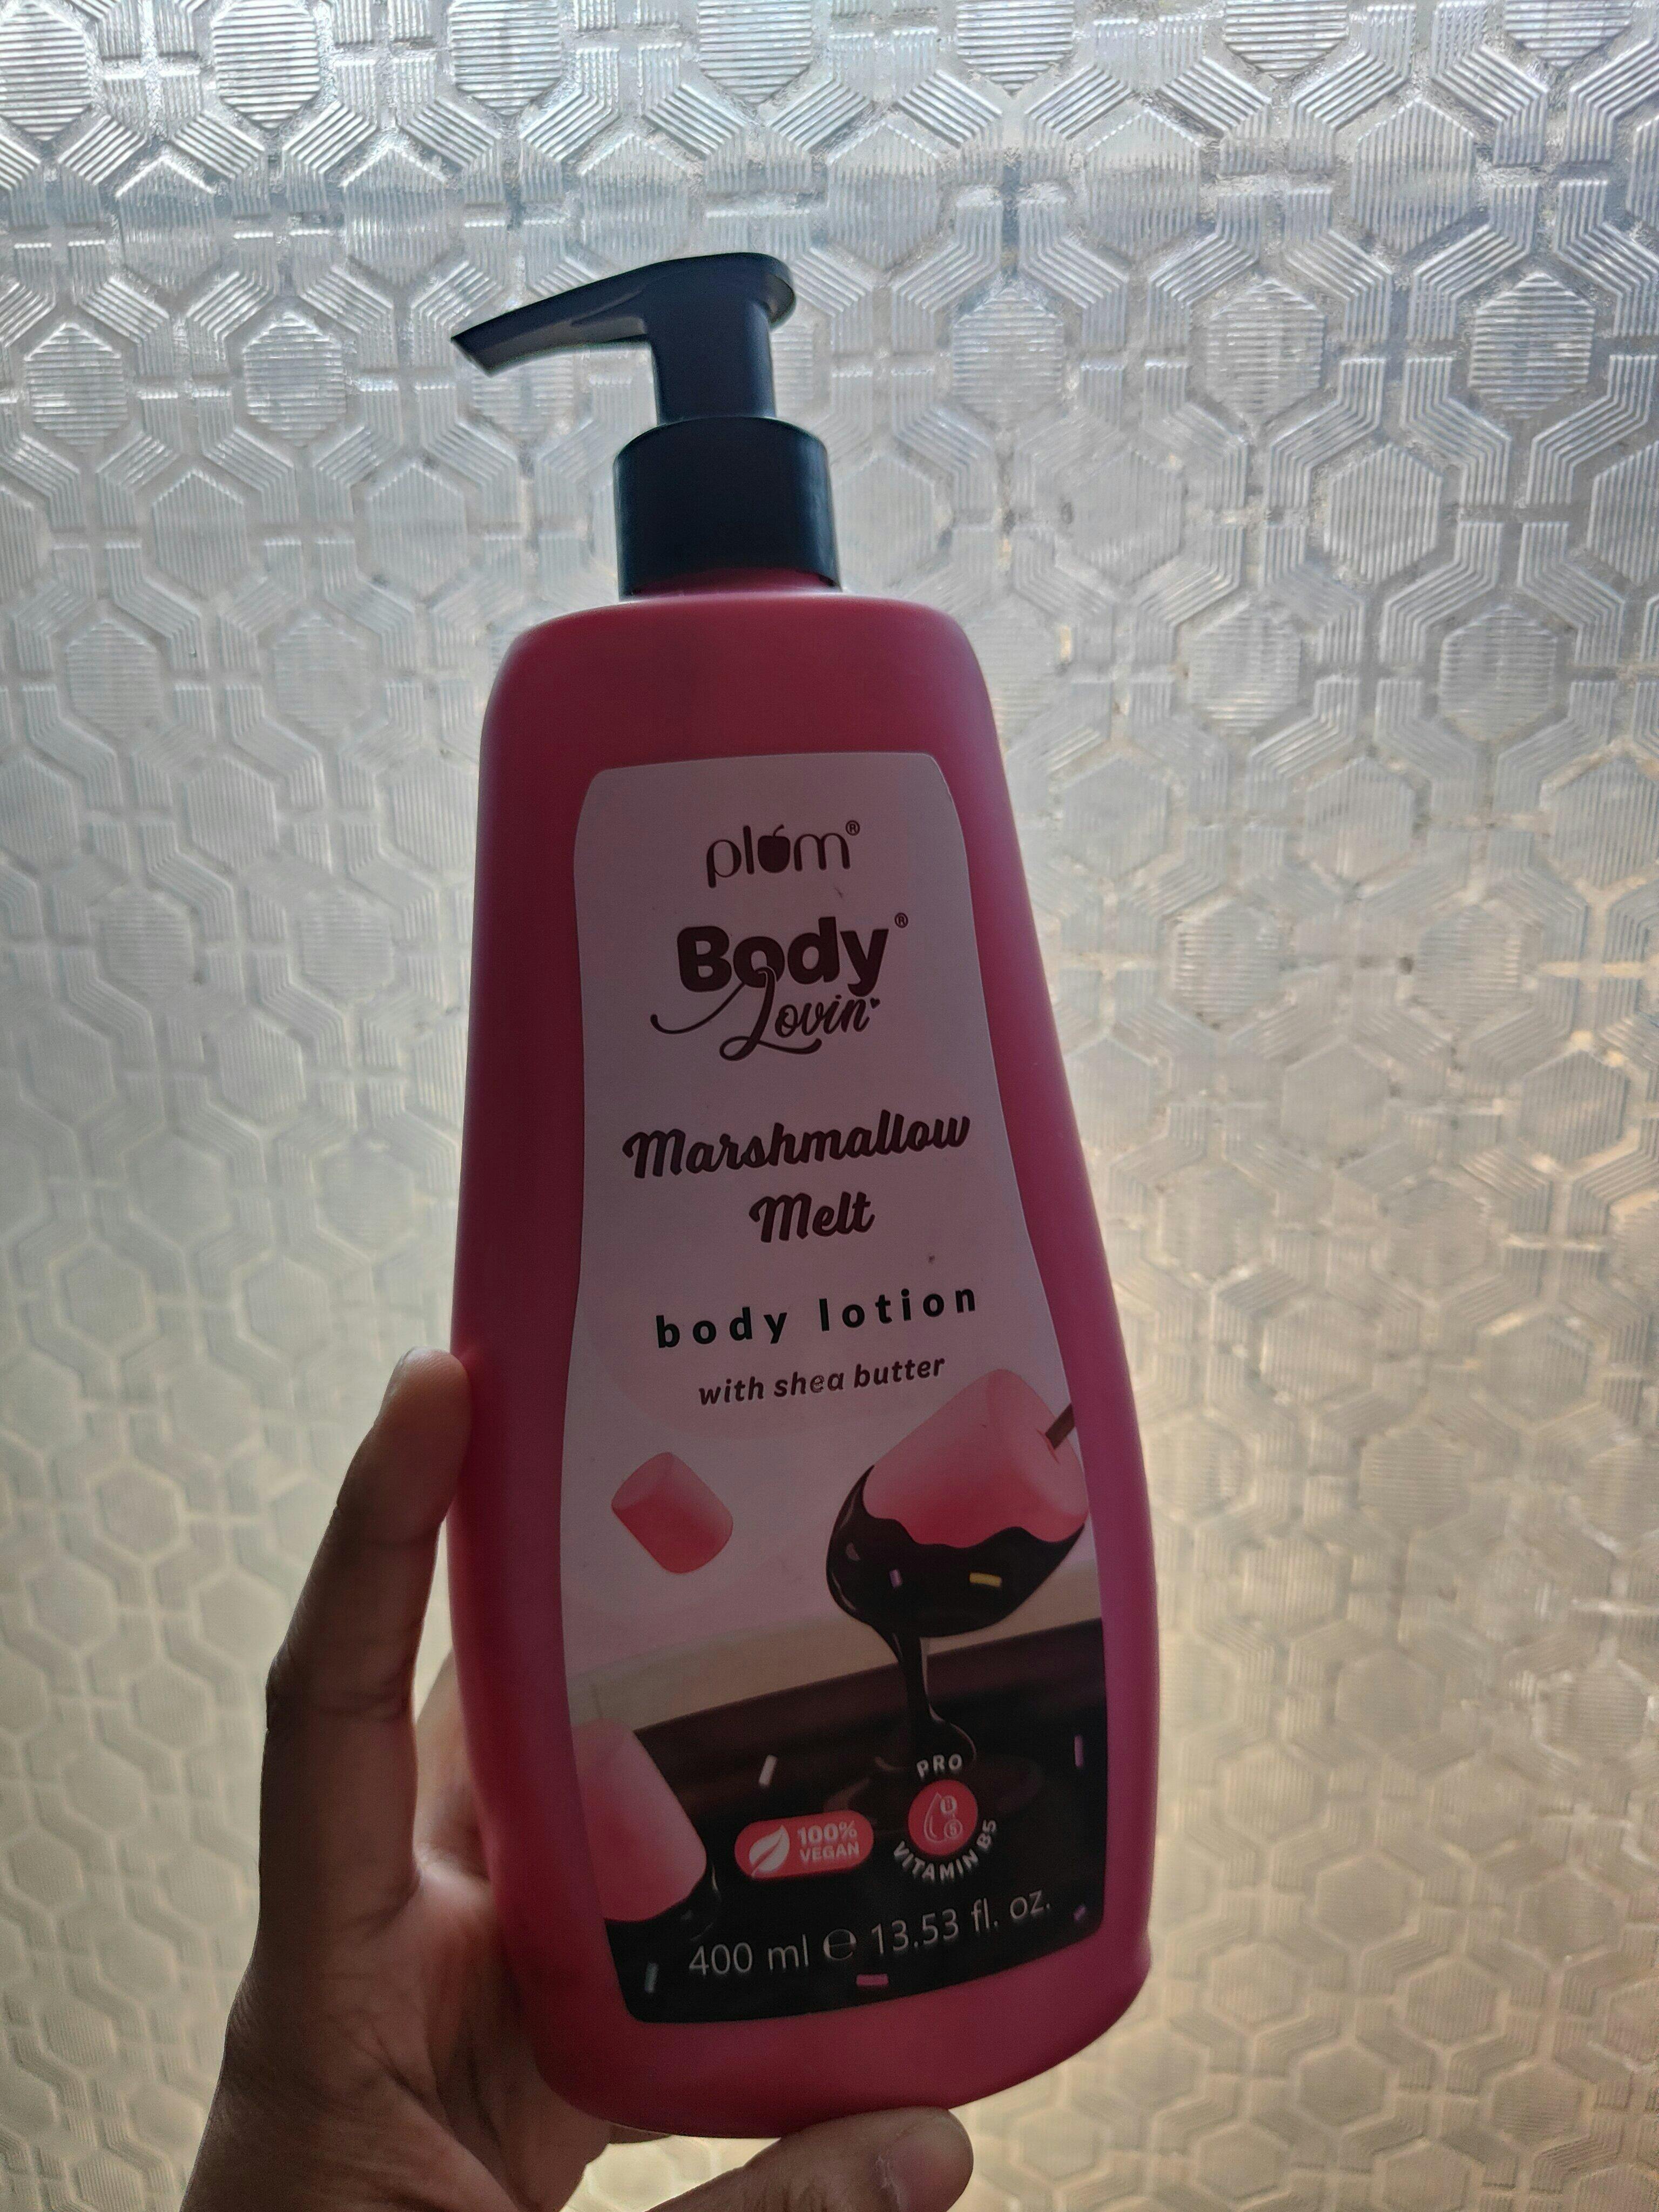 plum®
Body®
Lovin'
Marshmallow
Melt
body lotion
with shea butter
PRO
B
5
VITAMIN B5
100%
VEGAN
400 ml ℮ 13.53 fl. oz.